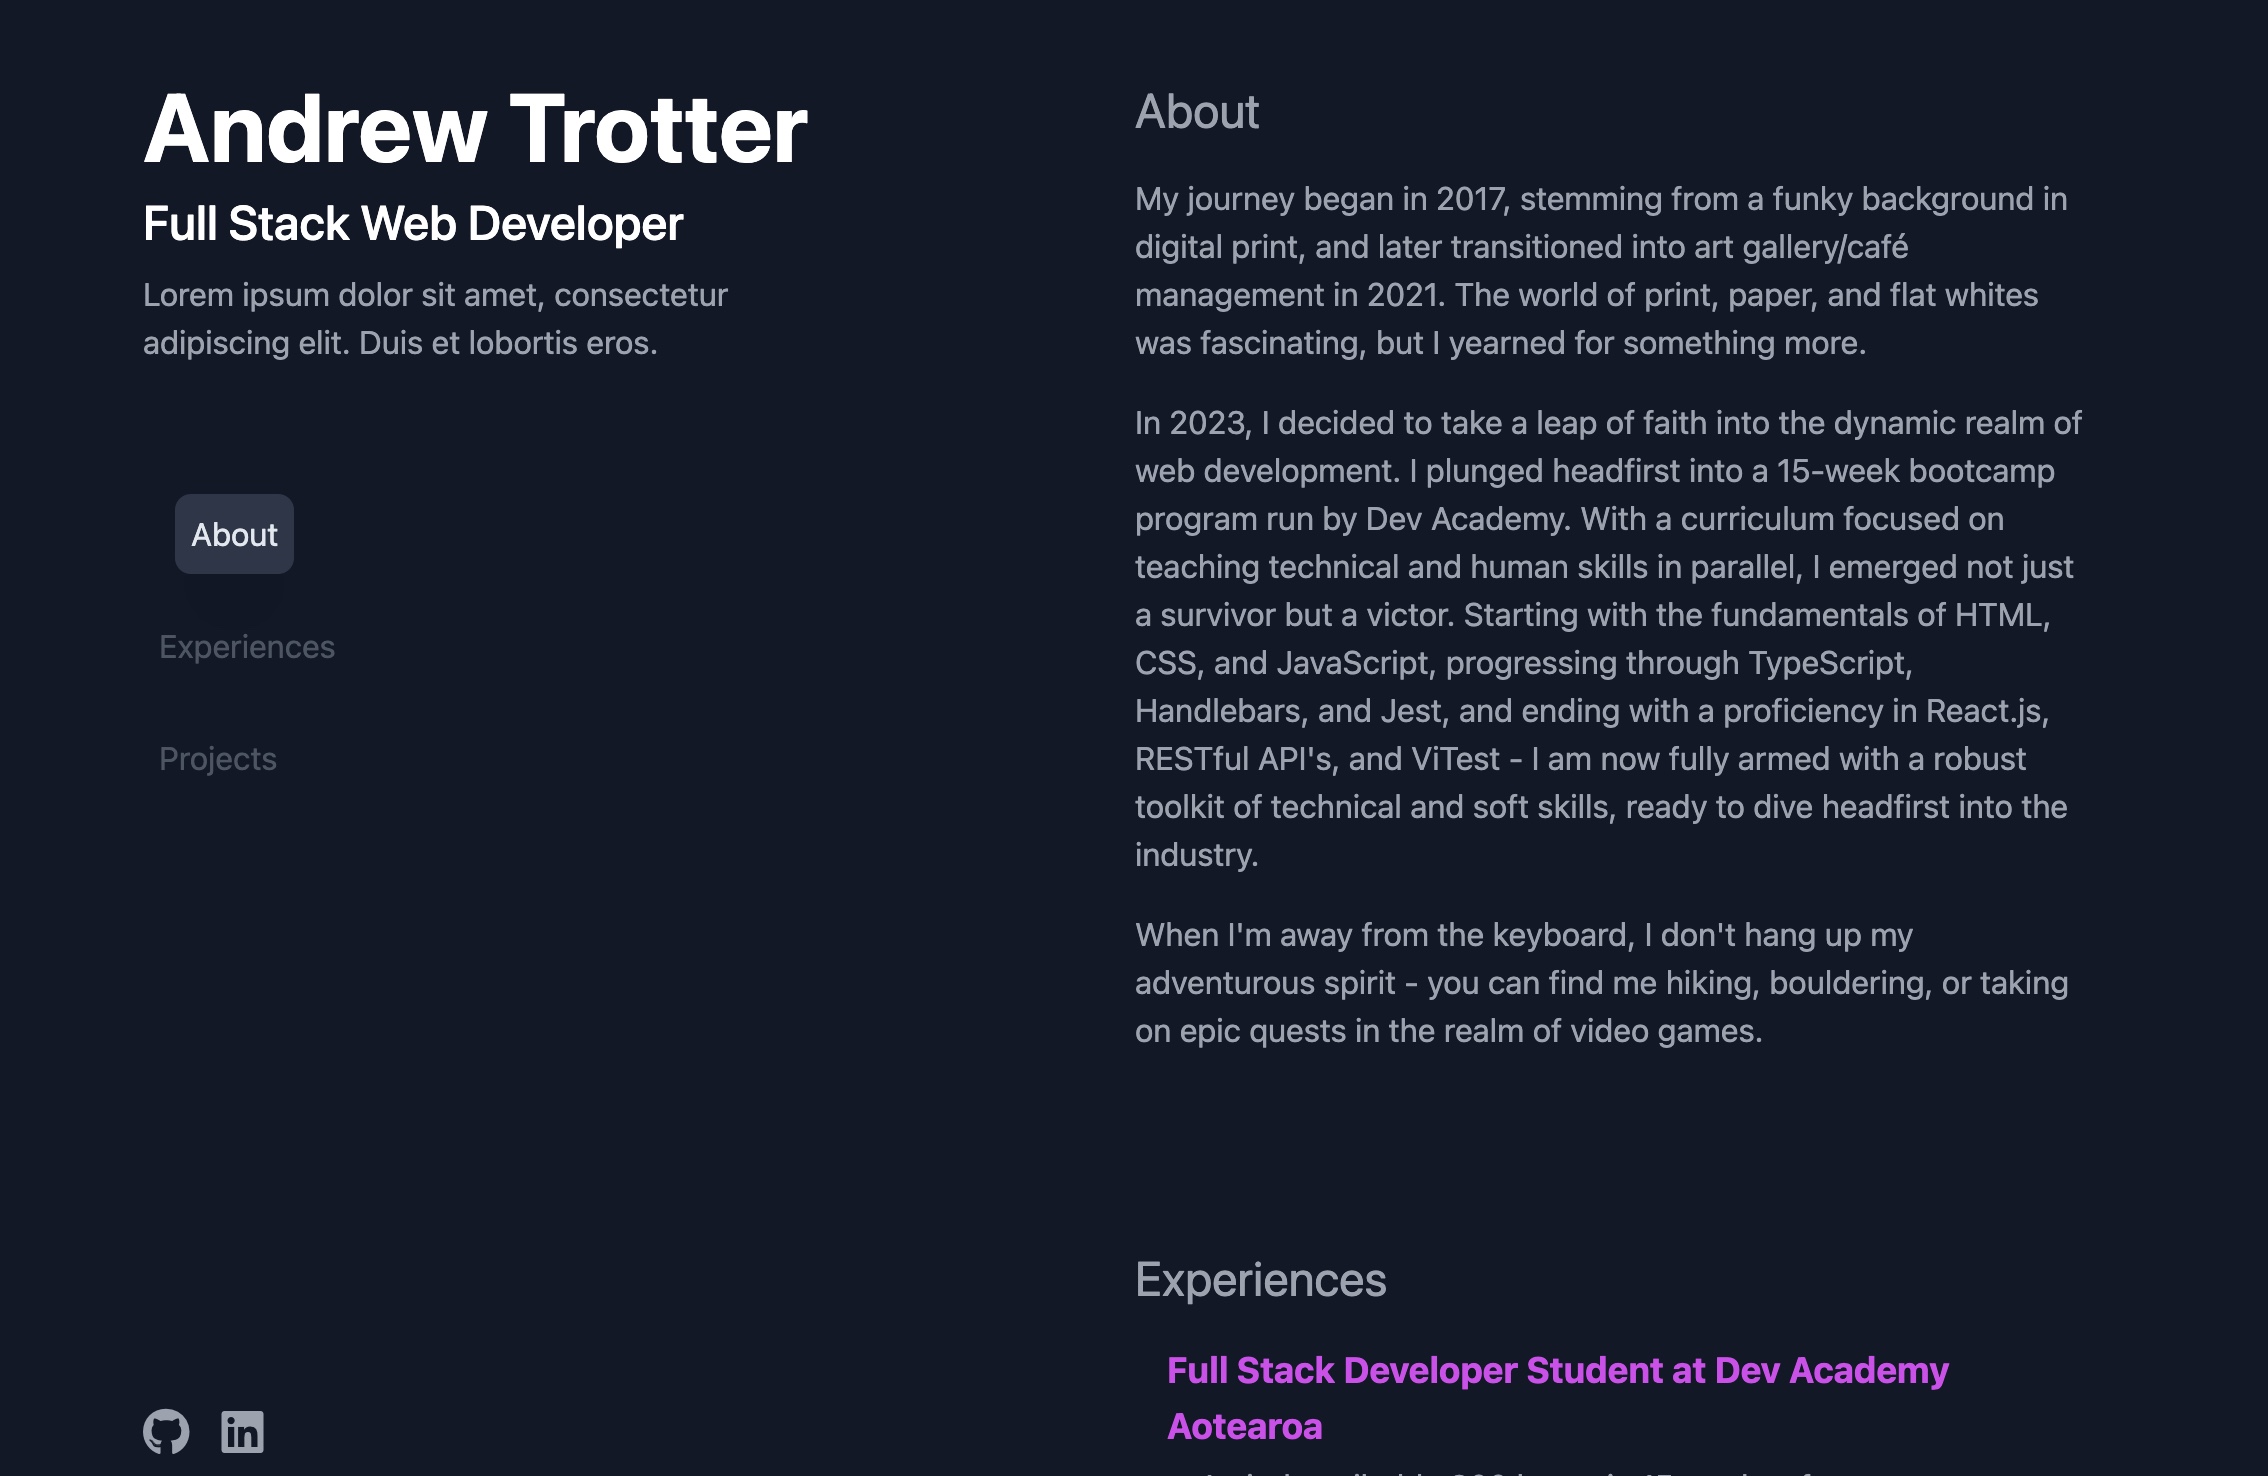 Andrew Trotter
Full Stack Web Developer
Lorem ipsum dolor sit amet, consectetur
adipiscing elit. Duis et lobortis eros.
About
Experiences
Projects
About
My journey began in 2017, stemming from a funky background in
digital print, and later transitioned into art gallery/café
management in 2021. The world of print, paper, and flat whites
was fascinating, but I yearned for something more.
In 2023, I decided to take a leap of faith into the dynamic realm of
web development. I plunged headfirst into a 15-week bootcamp
program run by Dev Academy. With a curriculum focused on
teaching technical and human skills in parallel, I emerged not just
a survivor but a victor. Starting with the fundamentals of HTML,
CSS, and JavaScript, progressing through TypeScript,
Handlebars, and Jest, and ending with a proficiency in React.js,
RESTful API's, and ViTest - I am now fully armed with a robust
toolkit of technical and soft skills, ready to dive headfirst into the
industry.
When I'm away from the keyboard, I don't hang up my
adventurous spirit - you can find me hiking, bouldering, or taking
on epic quests in the realm of video games.
Experiences
Full Stack Developer Student at Dev Academy
Aotearoa
in